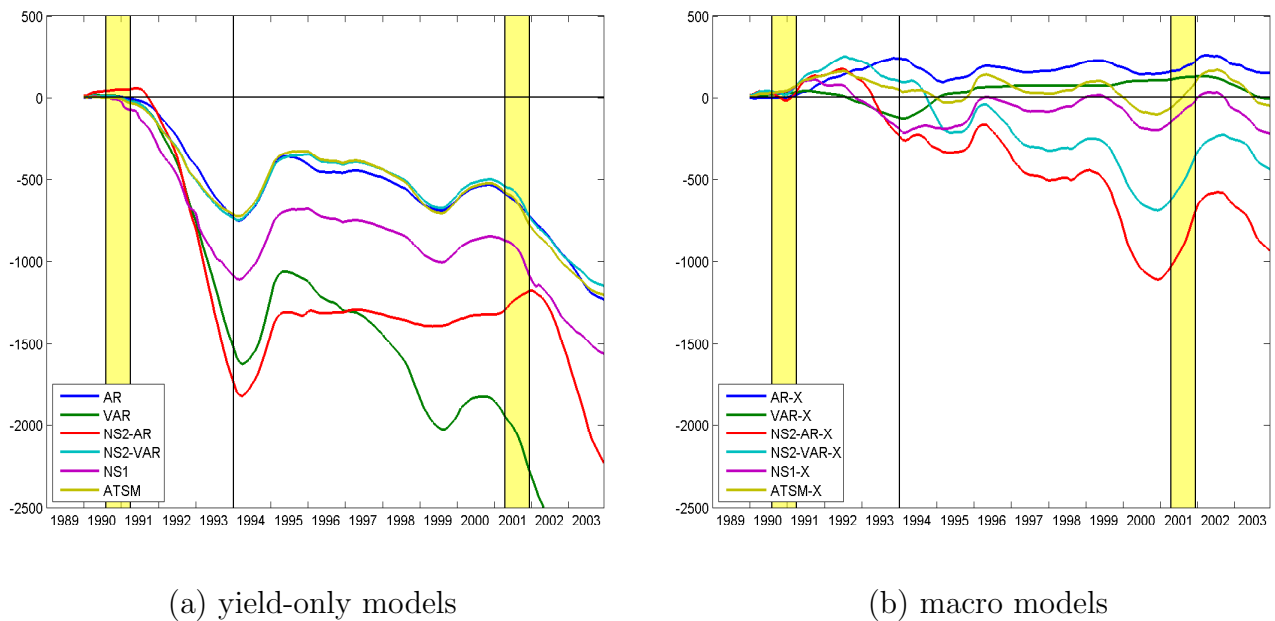 500
0
-500
-1000
-1500
-2000
-2500
AR
VAR
NS2-AR
NS2-VAR
NS1
ATSM
1989 1990 1991 1992 1993 1994 1995 1996 1997 1998 1999 2000 2001 2002 2003
(a) yield-only models
500
0
-500
-1000
-1500
-2000
-2500
AR-X
VAR-X
NS2-AR-X
NS2-VAR-X
NS1-X
ATSM-X
1989 1990 1991 1992 1993 1994 1995 1996 1997 1998 1999 2000 2001 2002 2003
(b) macro models